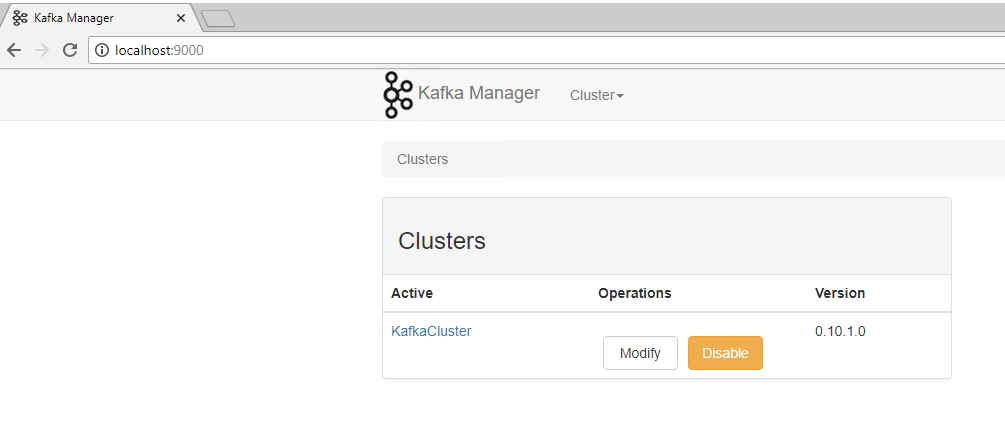 Kafka Manager
localhost:9000
Kafka Manager Cluster
Clusters
Clusters
Active Operations Version
KafkaCluster 0.10.1.0
Modify Disable